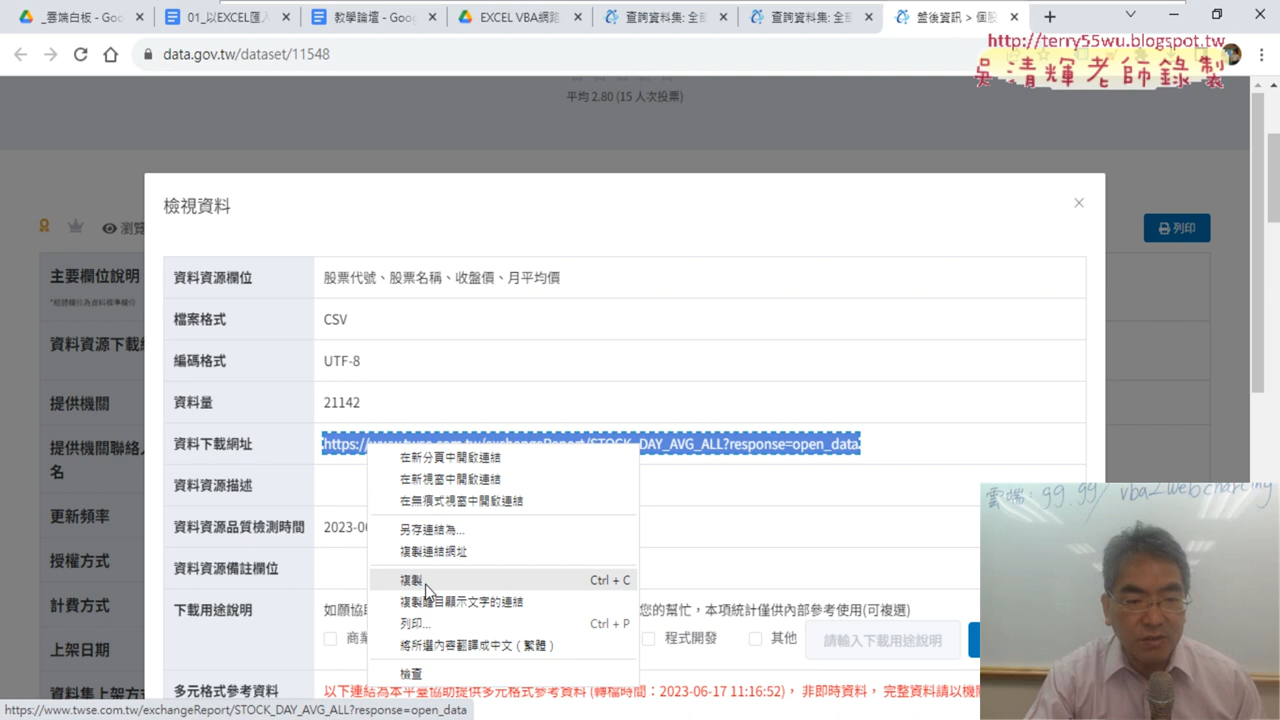 _雲端白板 - Goo
01_以EXCEL匯入
教學論壇 - Goo
EXCEL VBA網路
查詢資料集: 全部
查詢資料集: 全部
盤後資訊 > 個股
data.gov.tw/dataset/11548
http://terry55wu.blogspot.tw
吳清輝老師錄製
平均 2.80 (15 人次投票)
檢視資料
瀏覽
列印
主要欄位說明
資料資源下載網
提供機關
提供機關聯絡人
名
更新頻率
授權方式
計費方式
上架日期
資料集上架方式
資料資源欄位
股票代號、股票名稱、收盤價、月平均價
檔案格式
CSV
編碼格式
UTF-8
資料量
21142
資料下載網址
https://www.twse.com.tw/exchangeReport/STOCK_DAY_AVG_ALL?response=open_data
資料資源描述
資料資源品質檢測時間
2023-06
資料資源備註欄位
下載用途說明
如願協助
您的幫忙，本項統計僅供內部參考使用(可複選)
商業
程式開發
其他
請輸入下載用途說明
多元格式參考資料
以下連結為本平臺協助提供多元格式參考資料 (轉檔時間：2023-06-17 11:16:52)， 非即時資料， 完整資料請以機關
在新分頁中開啟連結
在新視窗中開啟連結
在無痕式視窗中開啟連結
另存連結為...
複製連結網址
複製
Ctrl + C
複製醒目顯示文字的連結
列印...
Ctrl + P
將所選內容翻譯成中文（繁體）
檢查
雲端: gg.gg/vba_webcharting
https://www.twse.com.tw/exchangeReport/STOCK_DAY_AVG_ALL?response=open_data